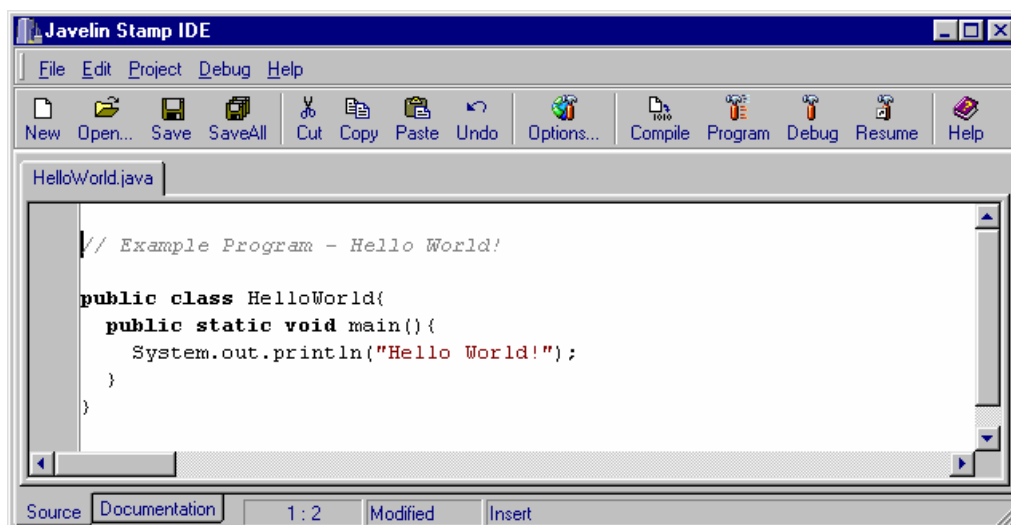 Javelin Stamp IDE
File Edit Project Debug Help
New Open... Save SaveAll Cut Copy Paste Undo Options... Compile Program Debug Resume Help
HelloWorld.java
// Example Program - Hello World!
public class HelloWorld{
public static void main(){
System.out.println("Hello World!");
}
}
Source Documentation 1 : 2 Modified Insert